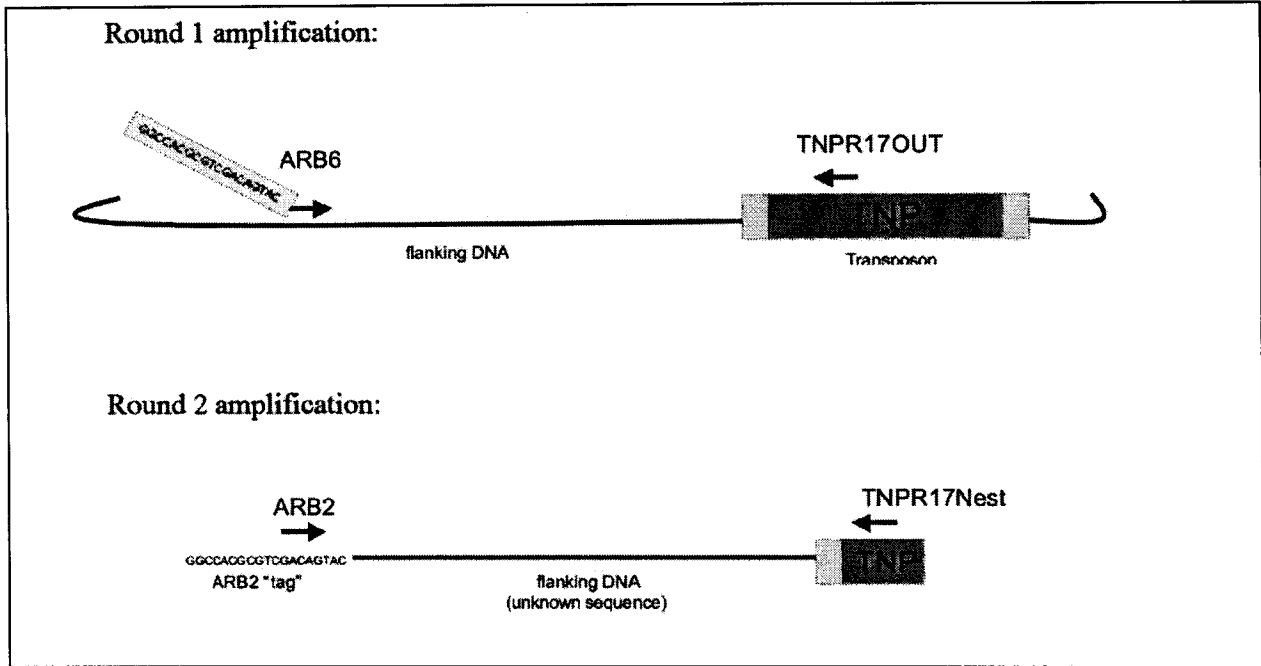 Round 1 amplification:
GGCCACGCGTCGACAGTAC
ARB6
TNPR17OUT
TNP
flanking DNA
Transposon
Round 2 amplification:
ARB2
TNPR17Nest
GGCCACGCGTCGACAGTAC
TNP
ARB2 "tag"
flanking DNA
(unknown sequence)